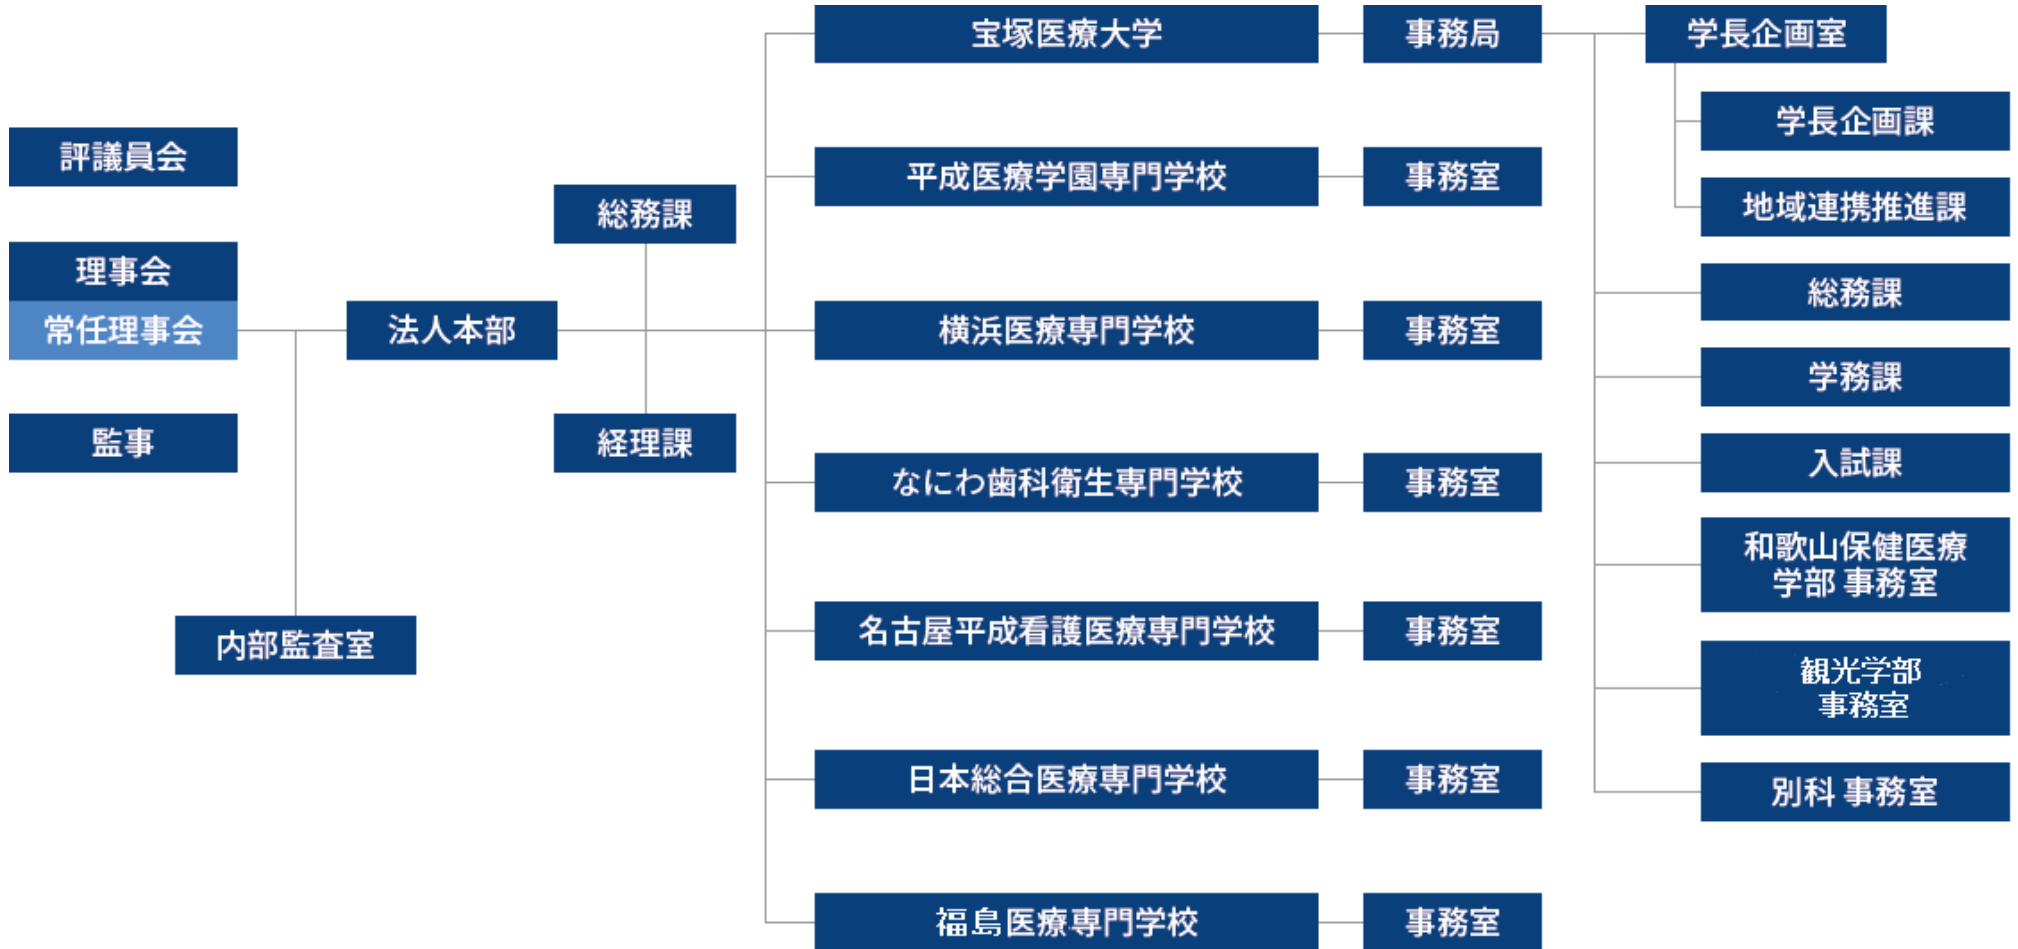 評議員会
理事会
常任理事会
監事
内部監査室
法人本部
総務課
経理課
宝塚医療大学
事務局
平成医療学園専門学校
事務室
横浜医療専門学校
事務室
なにわ歯科衛生専門学校
事務室
名古屋平成看護医療専門学校
事務室
日本総合医療専門学校
事務室
福島医療専門学校
事務室
学長企画室
学長企画課
地域連携推進課
総務課
学務課
入試課
和歌山保健医療
学部 事務室
観光学部
事務室
別科 事務室